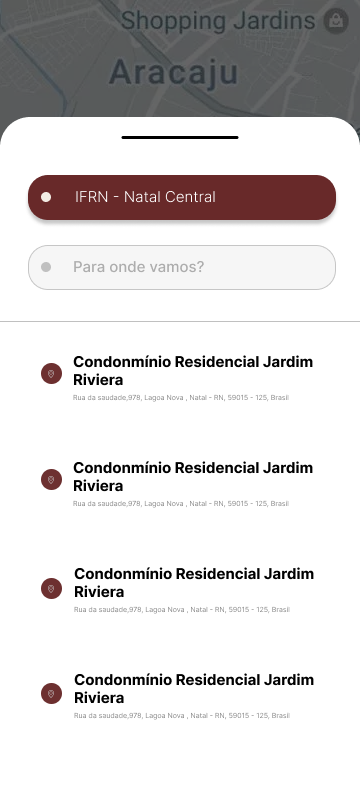 Shopping Jardins
Aracaju
IFRN - Natal Central
Para onde vamos?
Condonmínio Residencial Jardim
Riviera
Rua da saudade,978, Lagoa Nova , Natal - RN, 59015 - 125, Brasil
Condonmínio Residencial Jardim
Riviera
Rua da saudade,978, Lagoa Nova , Natal - RN, 59015 - 125, Brasil
Condonmínio Residencial Jardim
Riviera
Rua da saudade,978, Lagoa Nova , Natal - RN, 59015 - 125, Brasil
Condonmínio Residencial Jardim
Riviera
Rua da saudade,978, Lagoa Nova , Natal - RN, 59015 - 125, Brasil